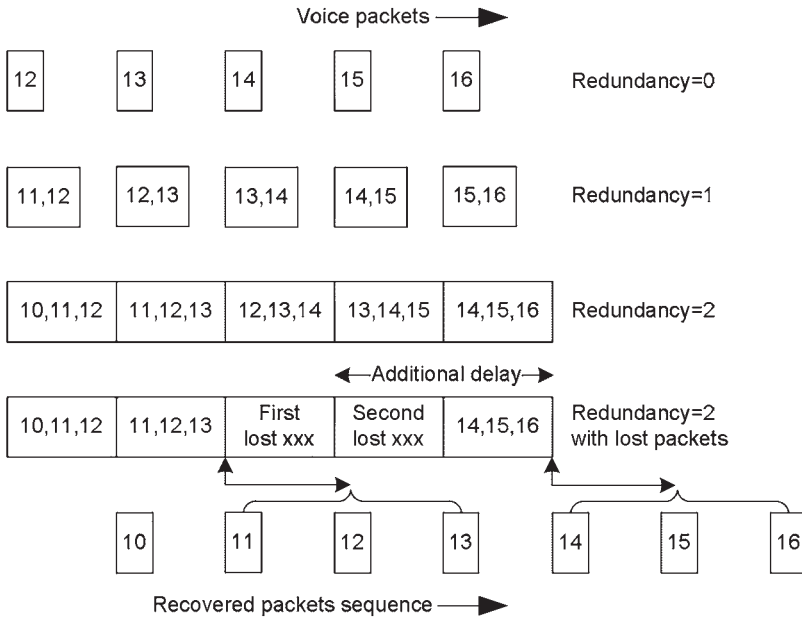 Voice packets
12 13 14 15 16 Redundancy=0
11,12 12,13 13,14 14,15 15,16 Redundancy=1
10,11,12 11,12,13 12,13,14 13,14,15 14,15,16 Redundancy=2
Additional delay
10,11,12 11,12,13 First lost xxx Second lost xxx 14,15,16 Redundancy=2 with lost packets
10 11 12 13 14 15 16
Recovered packets sequence